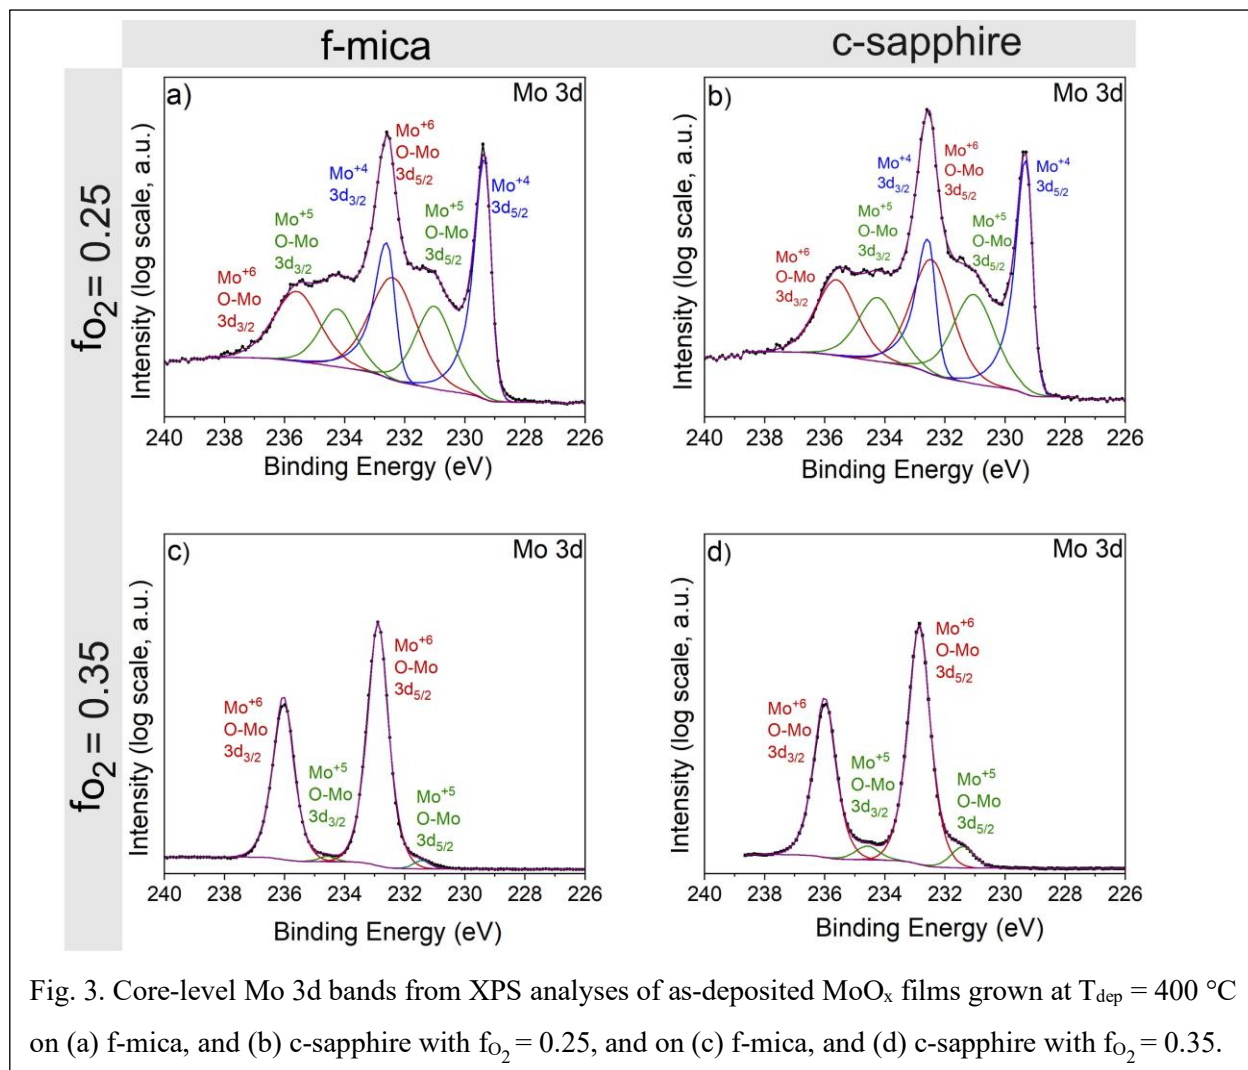 f-mica
c-sapphire
fo₂ = 0.25
a)
Mo 3d
Intensity (log scale, a.u.)
Mo⁺⁶
O-Mo
3d₃/₂
Mo⁺⁵
O-Mo
3d₃/₂
Mo⁺⁴
3d₃/₂
Mo⁺⁶
O-Mo
3d₅/₂
Mo⁺⁵
O-Mo
3d₅/₂
Mo⁺⁴
3d₅/₂
240 238 236 234 232 230 228 226
Binding Energy (eV)
b)
Mo 3d
Intensity (log scale, a.u.)
Mo⁺⁶
O-Mo
3d₃/₂
Mo⁺⁵
O-Mo
3d₃/₂
Mo⁺⁴
3d₃/₂
Mo⁺⁶
O-Mo
3d₅/₂
Mo⁺⁵
O-Mo
3d₅/₂
Mo⁺⁴
3d₅/₂
240 238 236 234 232 230 228 226
Binding Energy (eV)
fo₂ = 0.35
c)
Mo 3d
Intensity (log scale, a.u.)
Mo⁺⁶
O-Mo
3d₃/₂
Mo⁺⁵
O-Mo
3d₃/₂
Mo⁺⁶
O-Mo
3d₅/₂
Mo⁺⁵
O-Mo
3d₅/₂
240 238 236 234 232 230 228 226
Binding Energy (eV)
d)
Mo 3d
Intensity (log scale, a.u.)
Mo⁺⁶
O-Mo
3d₃/₂
Mo⁺⁵
O-Mo
3d₃/₂
Mo⁺⁶
O-Mo
3d₅/₂
Mo⁺⁵
O-Mo
3d₅/₂
240 238 236 234 232 230 228 226
Binding Energy (eV)
Fig. 3. Core-level Mo 3d bands from XPS analyses of as-deposited MoOₓ films grown at T_dep = 400 °C
on (a) f-mica, and (b) c-sapphire with f_O₂ = 0.25, and on (c) f-mica, and (d) c-sapphire with f_O₂ = 0.35.